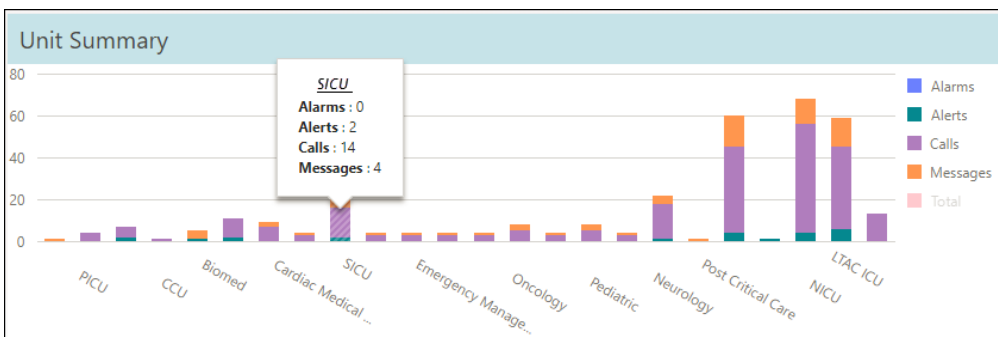 Unit Summary
80
60
40
20
0
SICU
Alarms : 0
Alerts : 2
Calls : 14
Messages : 4
Alarms
Alerts
Calls
Messages
Total
PICU
CCU
Biomed
Cardiac Medical ...
SICU
Emergency Manage...
Oncology
Pediatric
Neurology
Post Critical Care
NICU
LTAC ICU